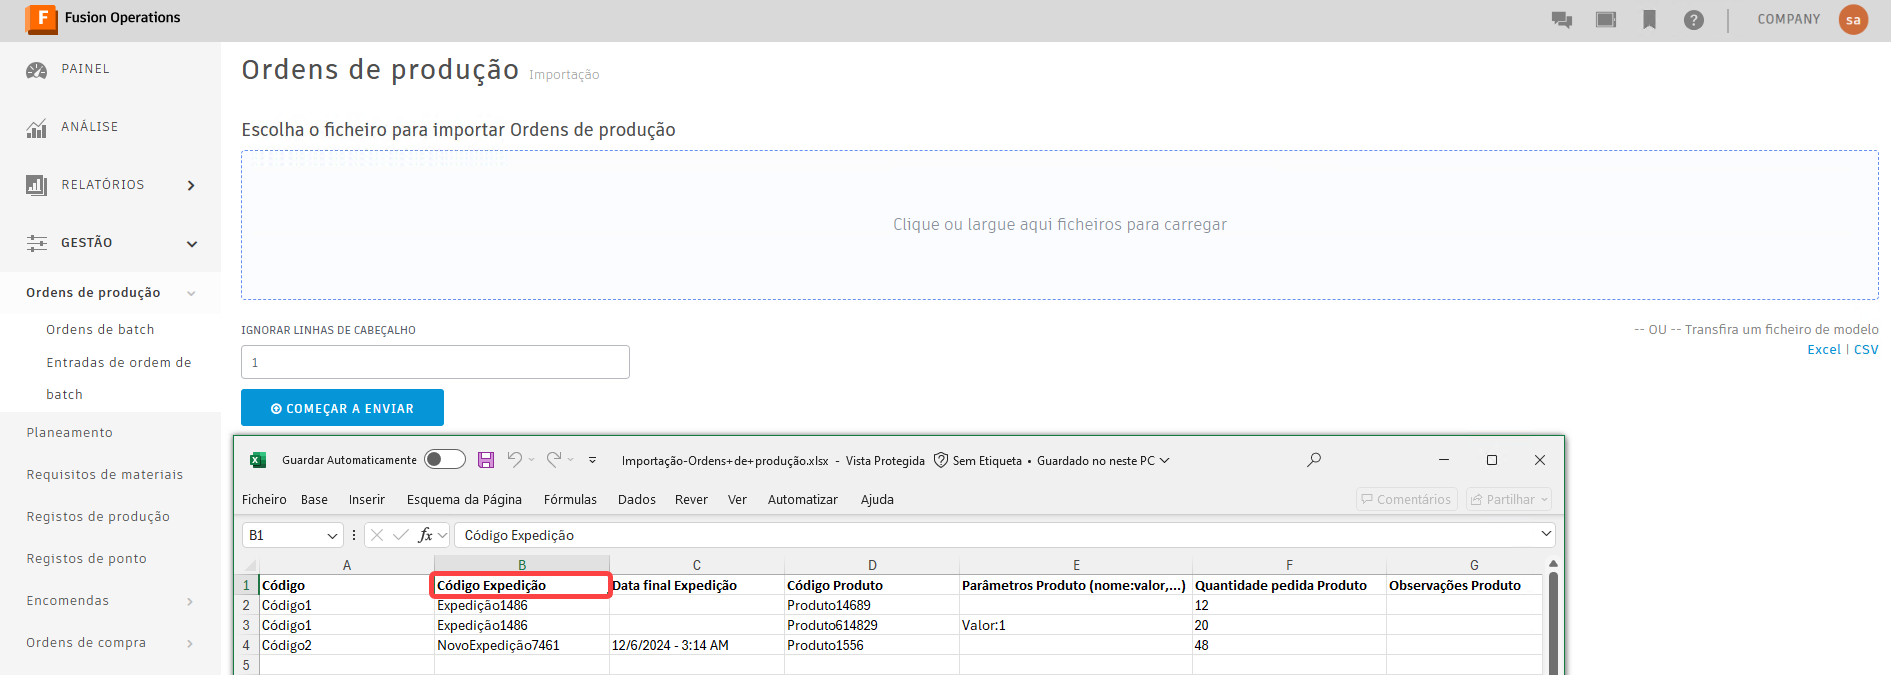 Fusion Operations
COMPANY
sa
PAINEL
ANÁLISE
RELATÓRIOS
GESTÃO
Ordens de produção
Ordens de batch
Entradas de ordem de
batch
Planeamento
Requisitos de materiais
Registos de produção
Registos de ponto
Encomendas
Ordens de compra
Ordens de produção Importação
Escolha o ficheiro para importar Ordens de produção
Clique ou largue aqui ficheiros para carregar
IGNORAR LINHAS DE CABEÇALHO
1
COMEÇAR A ENVIAR
-- OU -- Transfira um ficheiro de modelo
Excel | CSV
Guardar Automaticamente Importação-Ordens+de+produção.xlsx - Vista Protegida Sem Etiqueta • Guardado no neste PC
Ficheiro Base Inserir Esquema da Página Fórmulas Dados Rever Ver Automatizar Ajuda Comentários Partilhar
B1 fx Código Expedição
A B C D E F G
1 Código Código Expedição Data final Expedição Código Produto Parâmetros Produto (nome:valor,...) Quantidade pedida Produto Observações Produto
2 Código1 Expedição1486 Produto14689 12
3 Código1 Expedição1486 Produto614829 Valor:1 20
4 Código2 NovoExpedição7461 12/6/2024 - 3:14 AM Produto1556 48
5